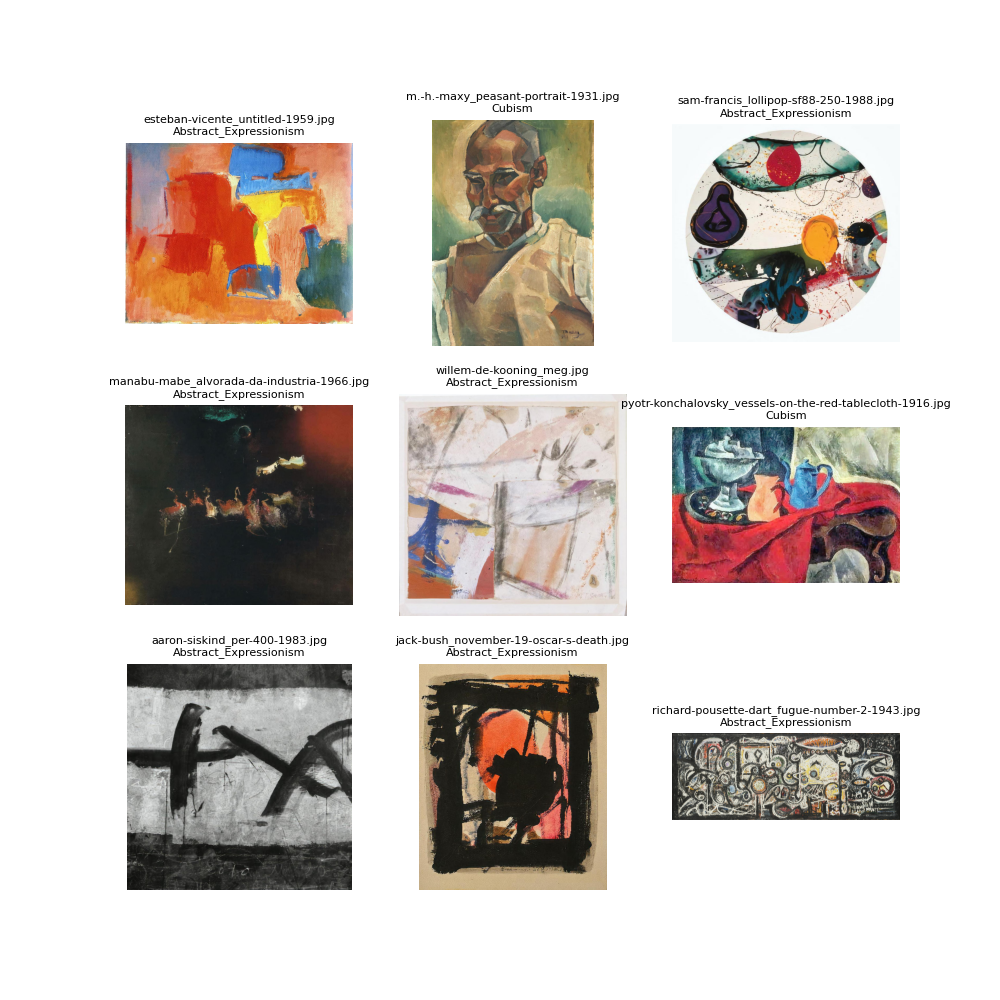 esteban-vicente_untitled-1959.jpg
Abstract_Expressionism
m.-h.-maxy_peasant-portrait-1931.jpg
Cubism
sam-francis_lollipop-sf88-250-1988.jpg
Abstract_Expressionism
manabu-mabe_alvorada-da-industria-1966.jpg
Abstract_Expressionism
willem-de-kooning_meg.jpg
Abstract_Expressionism
pyotr-konchalovsky_vessels-on-the-red-tablecloth-1916.jpg
Cubism
aaron-siskind_per-400-1983.jpg
Abstract_Expressionism
jack-bush_november-19-oscar-s-death.jpg
Abstract_Expressionism
richard-pousette-dart_fugue-number-2-1943.jpg
Abstract_Expressionism